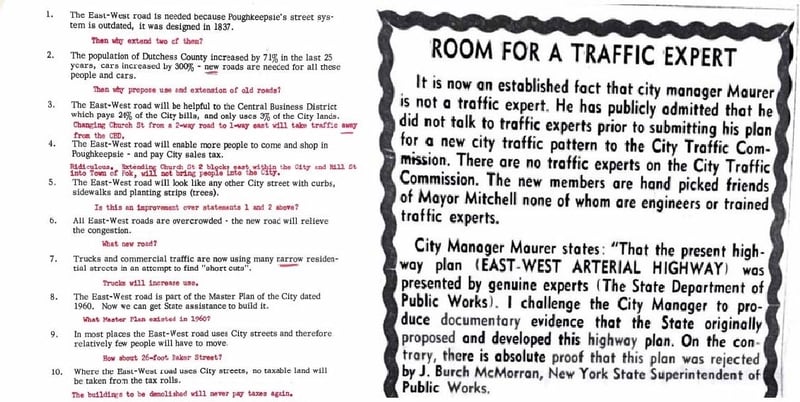 1. The East-West road is needed because Poughkeepsie's street sys-
tem is outdated, it was designed in 1837.
Then why extend two of them?
2. The population of Dutchess County increased by 71% in the last 25
years, cars increased by 300% - new roads are needed for all these
people and cars.
Then why propose use and extension of old roads?
3. The East-West road will be helpful to the Central Business District
which pays 24% of the City bills, and only uses 3% of the City lands.
Changing Church St from a 2-way road to 1-way east will take traffic away
from the CBD.
4. The East-West road will enable more people to come and shop in
Poughkeepsie - and pay City sales tax.
Ridiculous. Extending Church St 2 blocks east within the City and Mill St
into Town of Pok, will not bring people into the City.
5. The East-West road will look like any other City street with curbs,
sidewalks and planting strips (trees).
Is this an improvement over statements 1 and 2 above?
6. All East-West roads are overcrowded - the new road will relieve
the congestion.
What new road?
7. Trucks and commercial traffic are now using many narrow residen-
tial streets in an attempt to find "short cuts".
Trucks will increase use.
8. The East-West road is part of the Master Plan of the City dated
1960. Now we can get State assistance to build it.
What Master Plan existed in 1960?
9. In most places the East-West road uses City streets and therefore
relatively few people will have to move.
How about 26-foot Baker Street?
10. Where the East-West road uses City streets, no taxable land will
be taken from the tax rolls.
The buildings to be demolished will never pay taxes again.
ROOM FOR A TRAFFIC EXPERT
It is now an established fact that city manager Maurer
is not a traffic expert. He has publicly admitted that he
did not talk to traffic experts prior to submitting his plan
for a new city traffic pattern to the City Traffic Com-
mission. There are no traffic experts on the City Traffic
Commission. The new members are hand picked friends
of Mayor Mitchell none of whom are engineers or trained
traffic experts.
City Manager Maurer states: "That the present high-
way plan (EAST-WEST ARTERIAL HIGHWAY) was
presented by genuine experts (The State Department of
Public Works). I challenge the City Manager to pro-
duce documentary evidence that the State originally
proposed and developed this highway plan. On the con-
trary, there is absolute proof that this plan was rejected
by J. Burch McMorran, New York State Superintendent of
Public Works.